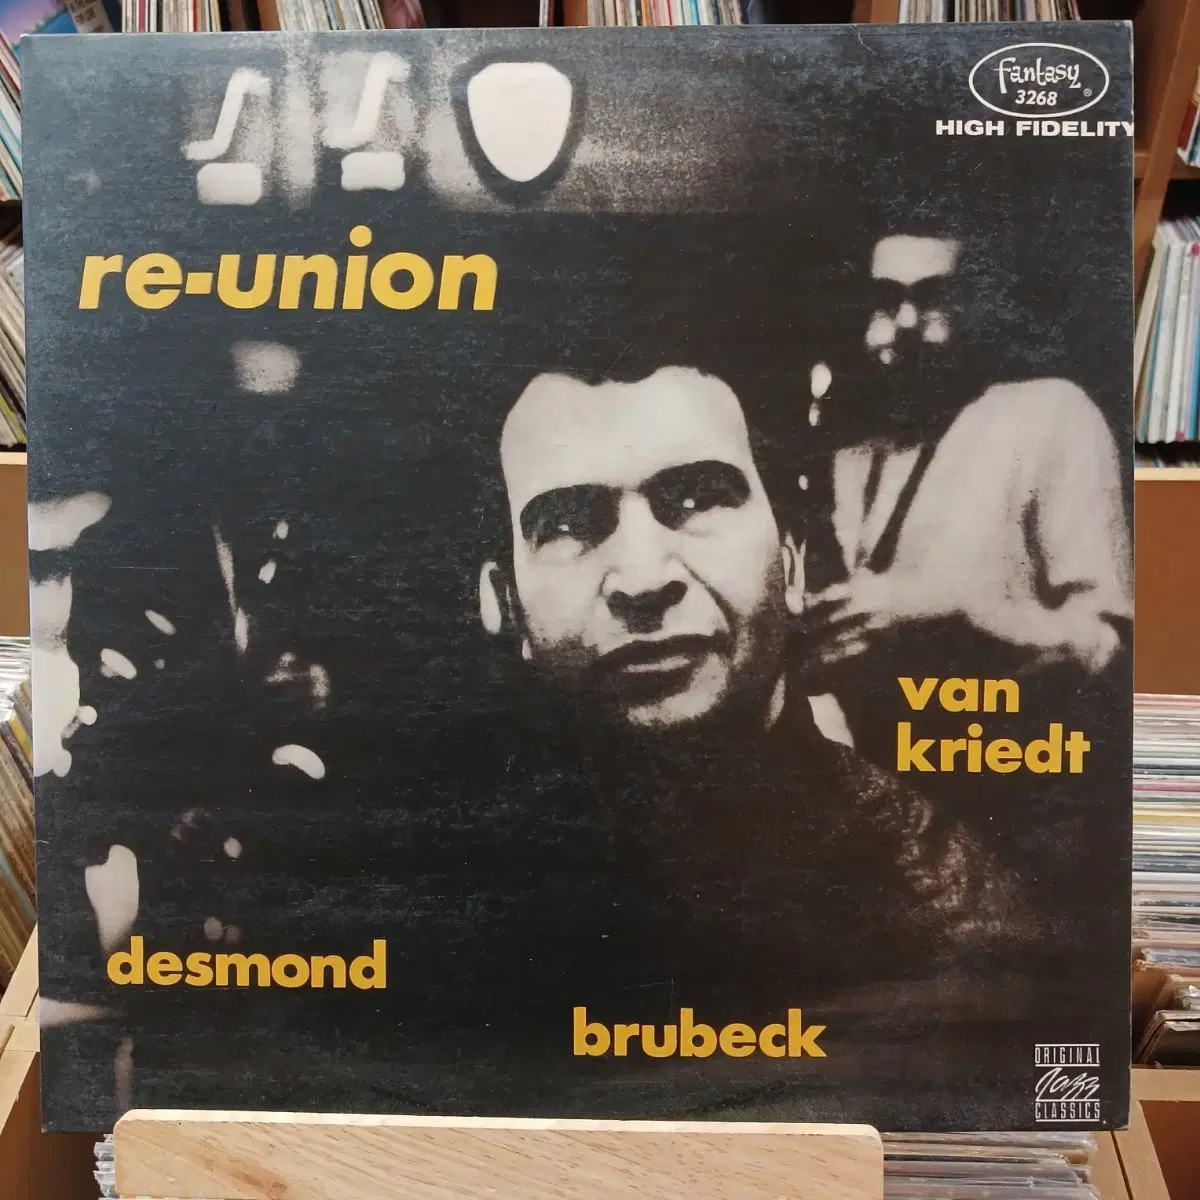 fantasy
3268
®
HIGH FIDELITY
re-union
van
kriedt
desmond
brubeck
ORIGINAL
Jazz
CLASSICS